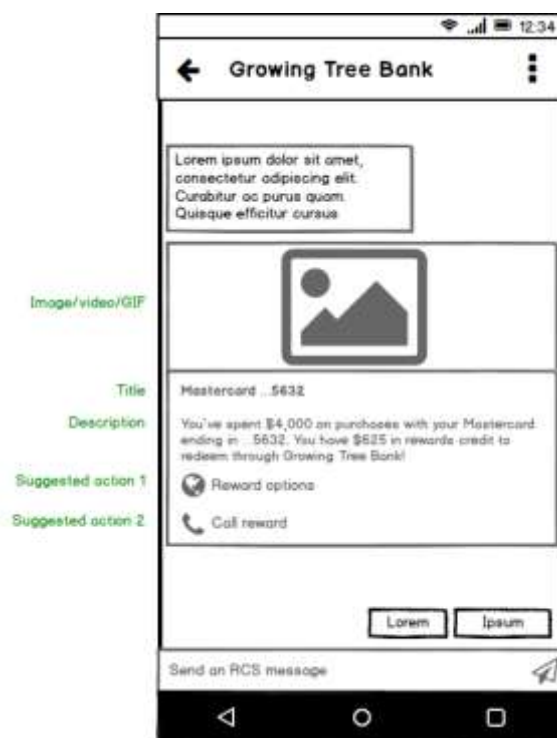 12:34
Growing Tree Bank
Lorem ipsum dolor sit amet,
consectetur adipiscing elit.
Curabitur ac purus quam.
Quisque efficitur cursus
Image/video/GIF
Title
Mastercard ...5632
Description
You've spent $4,000 on purchases with your Mastercard
ending in ...5632. You have $625 in rewards credit to
redeem through Growing Tree Bank!
Suggested action 1
Reward options
Suggested action 2
Call reward
Lorem
Ipsum
Send an RCS message